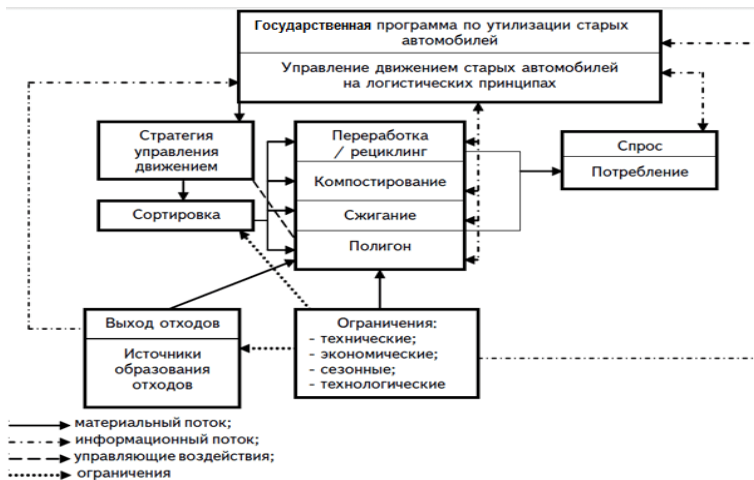 Государственная программа по утилизации старых
автомобилей
Управление движением старых автомобилей
на логистических принципах
Стратегия
управления
движением
Сортировка
Переработка
/ рециклинг
Компостирование
Сжигание
Полигон
Спрос
Потребление
Выход отходов
Источники
образования
отходов
Ограничения:
- технические;
- экономические;
- сезонные;
- технологические
материальный поток;
информационный поток;
управляющие воздействия;
ограничения